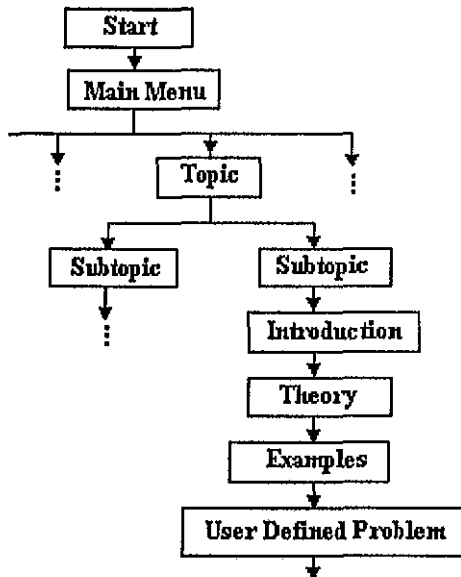 Start
Main Menu
Topic
Subtopic
Subtopic
Introduction
Theory
Examples
User Defined Problem